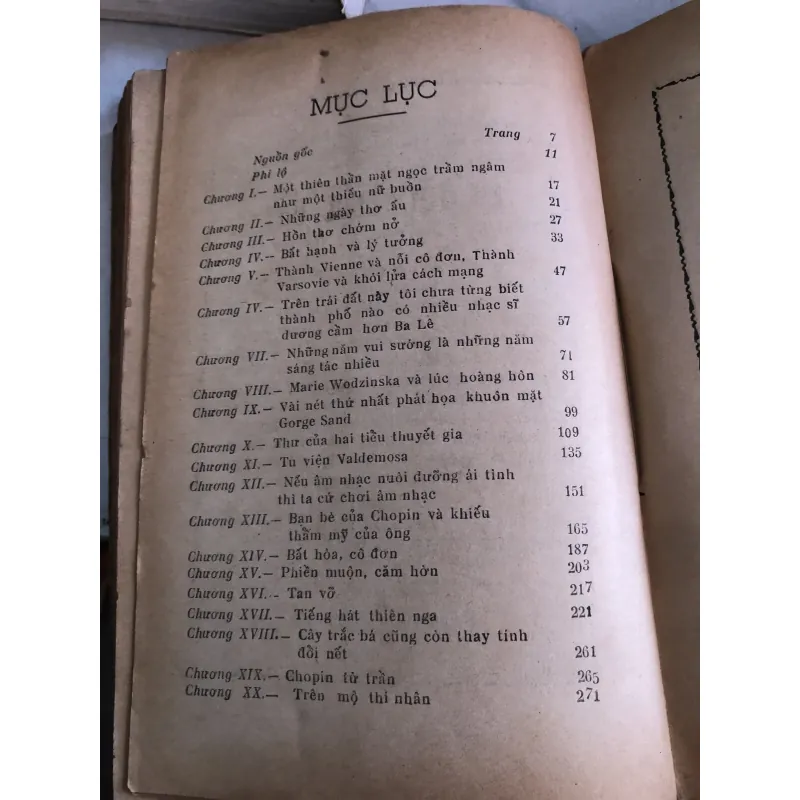 MỤC LỤC
Trang 7
Nguồn gốc
Phi lộ 11
Chương I.— Một thiên thần mặt ngọc trầm ngâm
như một thiếu nữ buồn 17
Chương II.— Những ngày thơ ấu 21
Chương III.— Hồn thơ chớm nở 27
Chương IV.— Bất hạnh và lý tưởng 33
Chương V.— Thành Vienne và nỗi cô đơn, Thành
Varsovie và khói lửa cách mạng 47
Chương IV.— Trên trái đất này tôi chưa từng biết
thành phố nào có nhiều nhạc sĩ
dương cầm hơn Ba Lê 57
Chương VII.— Những năm vui sướng là những năm
sáng tác nhiều 71
Chương VIII.— Marie Wodzinska và lúc hoàng hôn 81
Chương IX.— Vài nét thứ nhất phát họa khuôn mặt
Gorge Sand 99
Chương X.— Thư của hai tiểu thuyết gia 109
Chương XI.— Tu viện Valdemosa 135
Chương XII.— Nếu âm nhạc nuôi dưỡng ái tình
thì ta cứ chơi âm nhạc 151
Chương XIII.— Bạn bè của Chopin và khiếu
thẩm mỹ của ông 165
Chương XIV.— Bất hòa, cô đơn 187
Chương XV.— Phiền muộn, căm hờn 203
Chương XVI.— Tan vỡ 217
Chương XVII.— Tiếng hát thiên nga 221
Chương XVIII.— Cây trắc bá cũng còn thay tính
đổi nết 261
Chương XIX.— Chopin từ trần 265
Chương XX.— Trên mộ thi nhân 271